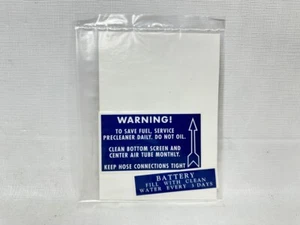 WARNING!
TO SAVE FUEL, SERVICE
PRECLEANER DAILY. DO NOT OIL.
CLEAN BOTTOM SCREEN AND
CENTER AIR TUBE MONTHLY.
KEEP HOSE CONNECTIONS TIGHT
BATTERY
FILL WITH CLEAN
WATER EVERY 3 DAYS